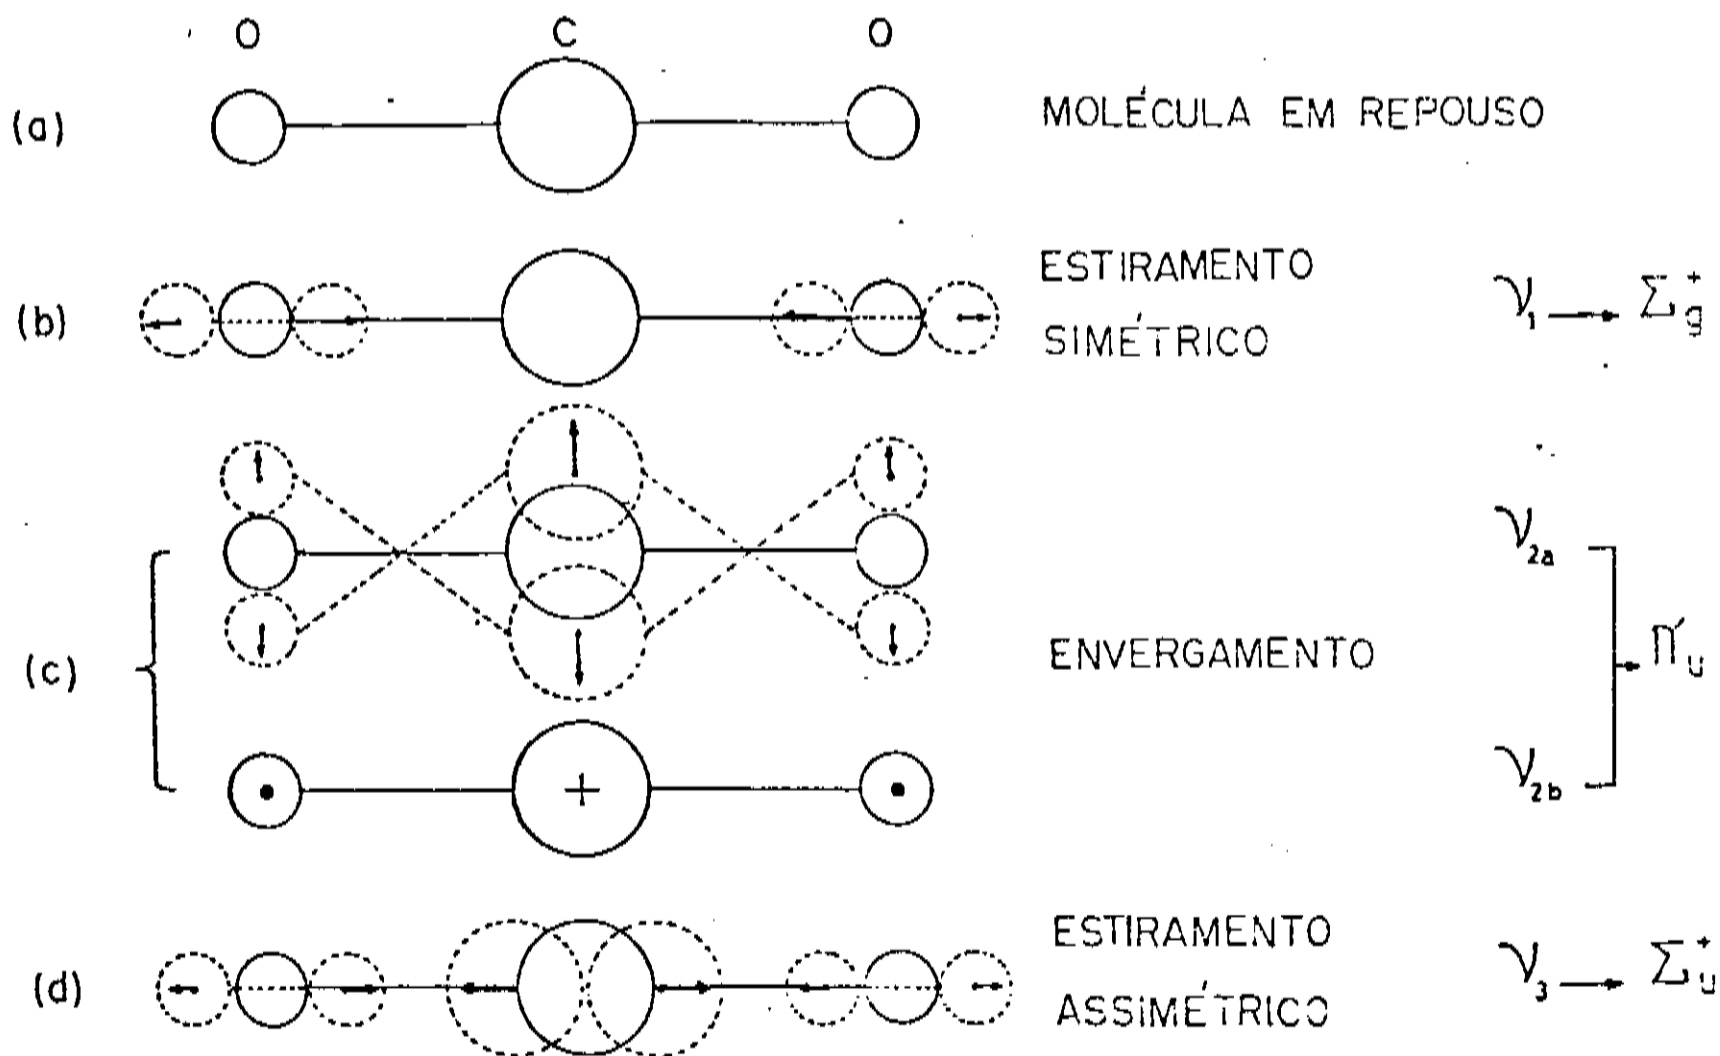 O C O
(a) MOLÉCULA EM REPOUSO
(b) ESTIRAMENTO SIMÉTRICO ν₁ → Σg⁺
(c) ENVERGAMENTO ν₂ₐ ν₂b → Πu
(d) ESTIRAMENTO ASSIMÉTRICO ν₃ → Σu⁺